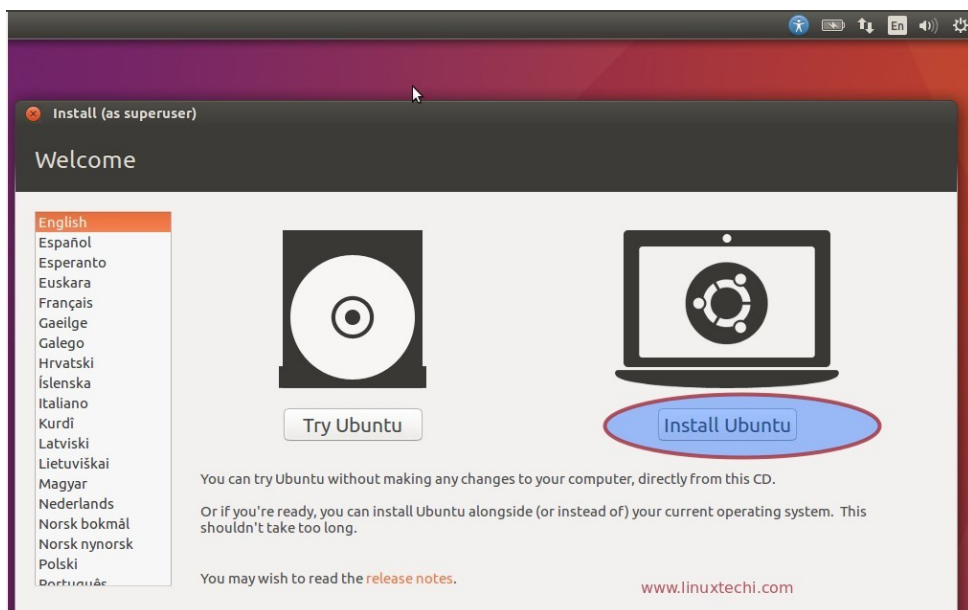 En
Install (as superuser)
Welcome
English
Español
Esperanto
Euskara
Français
Gaeilge
Galego
Hrvatski
Íslenska
Italiano
Kurdî
Latviski
Lietuviškai
Magyar
Nederlands
Norsk bokmål
Norsk nynorsk
Polski
Português
Try Ubuntu
Install Ubuntu
You can try Ubuntu without making any changes to your computer, directly from this CD.
Or if you're ready, you can install Ubuntu alongside (or instead of) your current operating system. This
shouldn't take too long.
You may wish to read the release notes.
www.linuxtechi.com